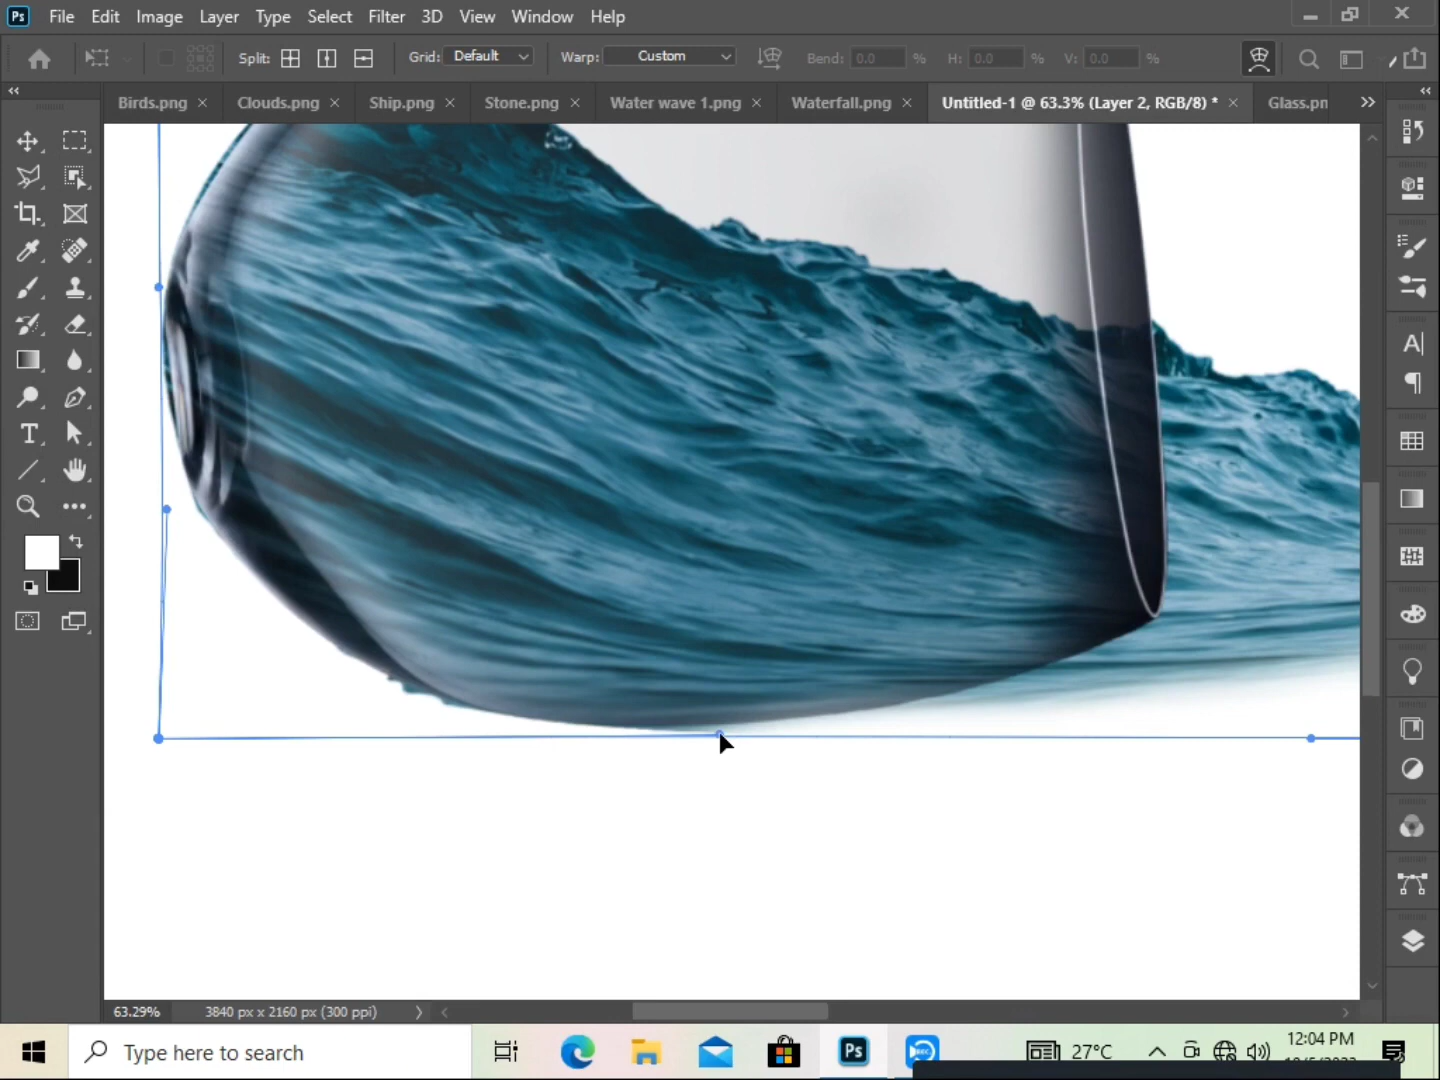 Ps File Edit Image Layer Type Select Filter 3D View Window Help
Split: Grid: Default Warp: Custom Bend: 0.0 % H: 0.0 % V: 0.0 %
Birds.png × Clouds.png × Ship.png × Stone.png × Water wave 1.png × Waterfall.png × Untitled-1 @ 63.3% (Layer 2, RGB/8) * × Glass.pn
63.29% 3840 px x 2160 px (300 ppi)
Type here to search Ps REC 27°C 12:04 PM